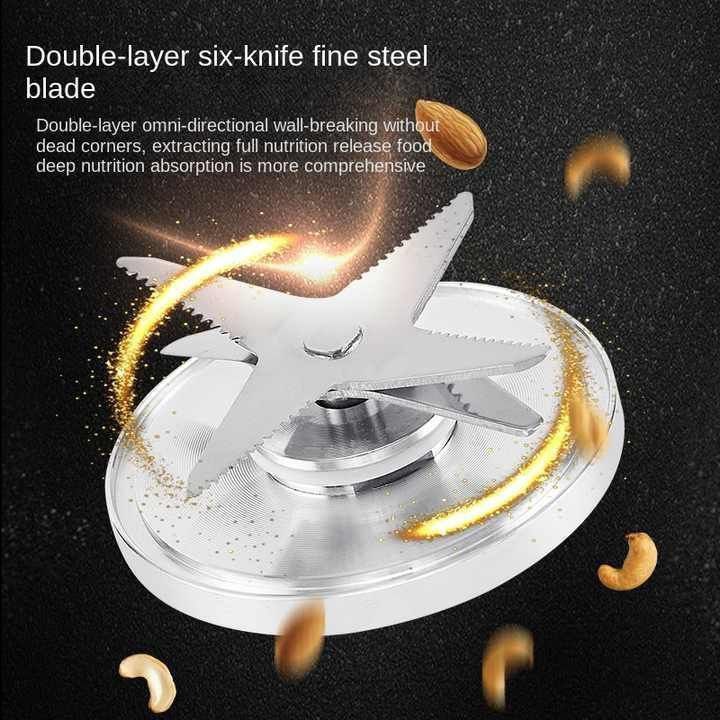 Double-layer six-knife fine steel
blade
Double-layer omni-directional wall-breaking without
dead corners, extracting full nutrition release food
deep nutrition absorption is more comprehensive